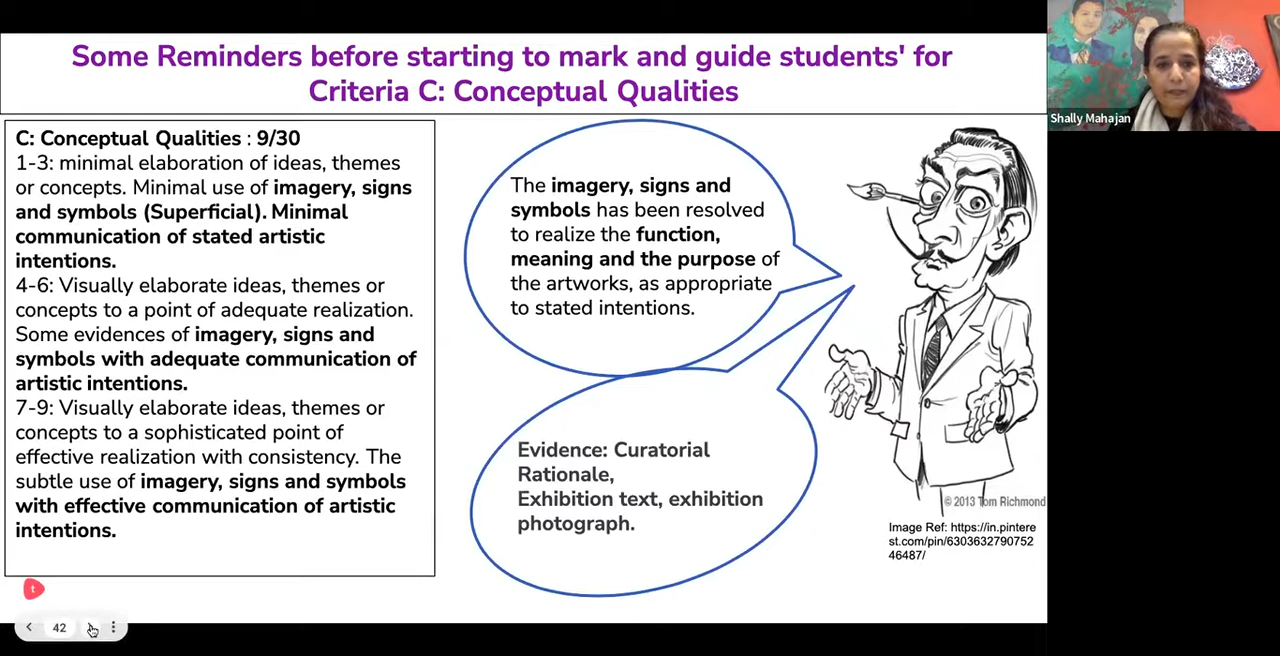 Some Reminders before starting to mark and guide students' for
Criteria C: Conceptual Qualities
Shally Mahajan
C: Conceptual Qualities : 9/30
1-3: minimal elaboration of ideas, themes
or concepts. Minimal use of imagery, signs
and symbols (Superficial). Minimal
communication of stated artistic
intentions.
4-6: Visually elaborate ideas, themes or
concepts to a point of adequate realization.
Some evidences of imagery, signs and
symbols with adequate communication of
artistic intentions.
7-9: Visually elaborate ideas, themes or
concepts to a sophisticated point of
effective realization with consistency. The
subtle use of imagery, signs and symbols
with effective communication of artistic
intentions.
The imagery, signs and
symbols has been resolved
to realize the function,
meaning and the purpose of
the artworks, as appropriate
to stated intentions.
Evidence: Curatorial
Rationale,
Exhibition text, exhibition
photograph.
© 2013 Tom Richmond
Image Ref: https://in.pintere
st.com/pin/6303632790752
46487/
t
42